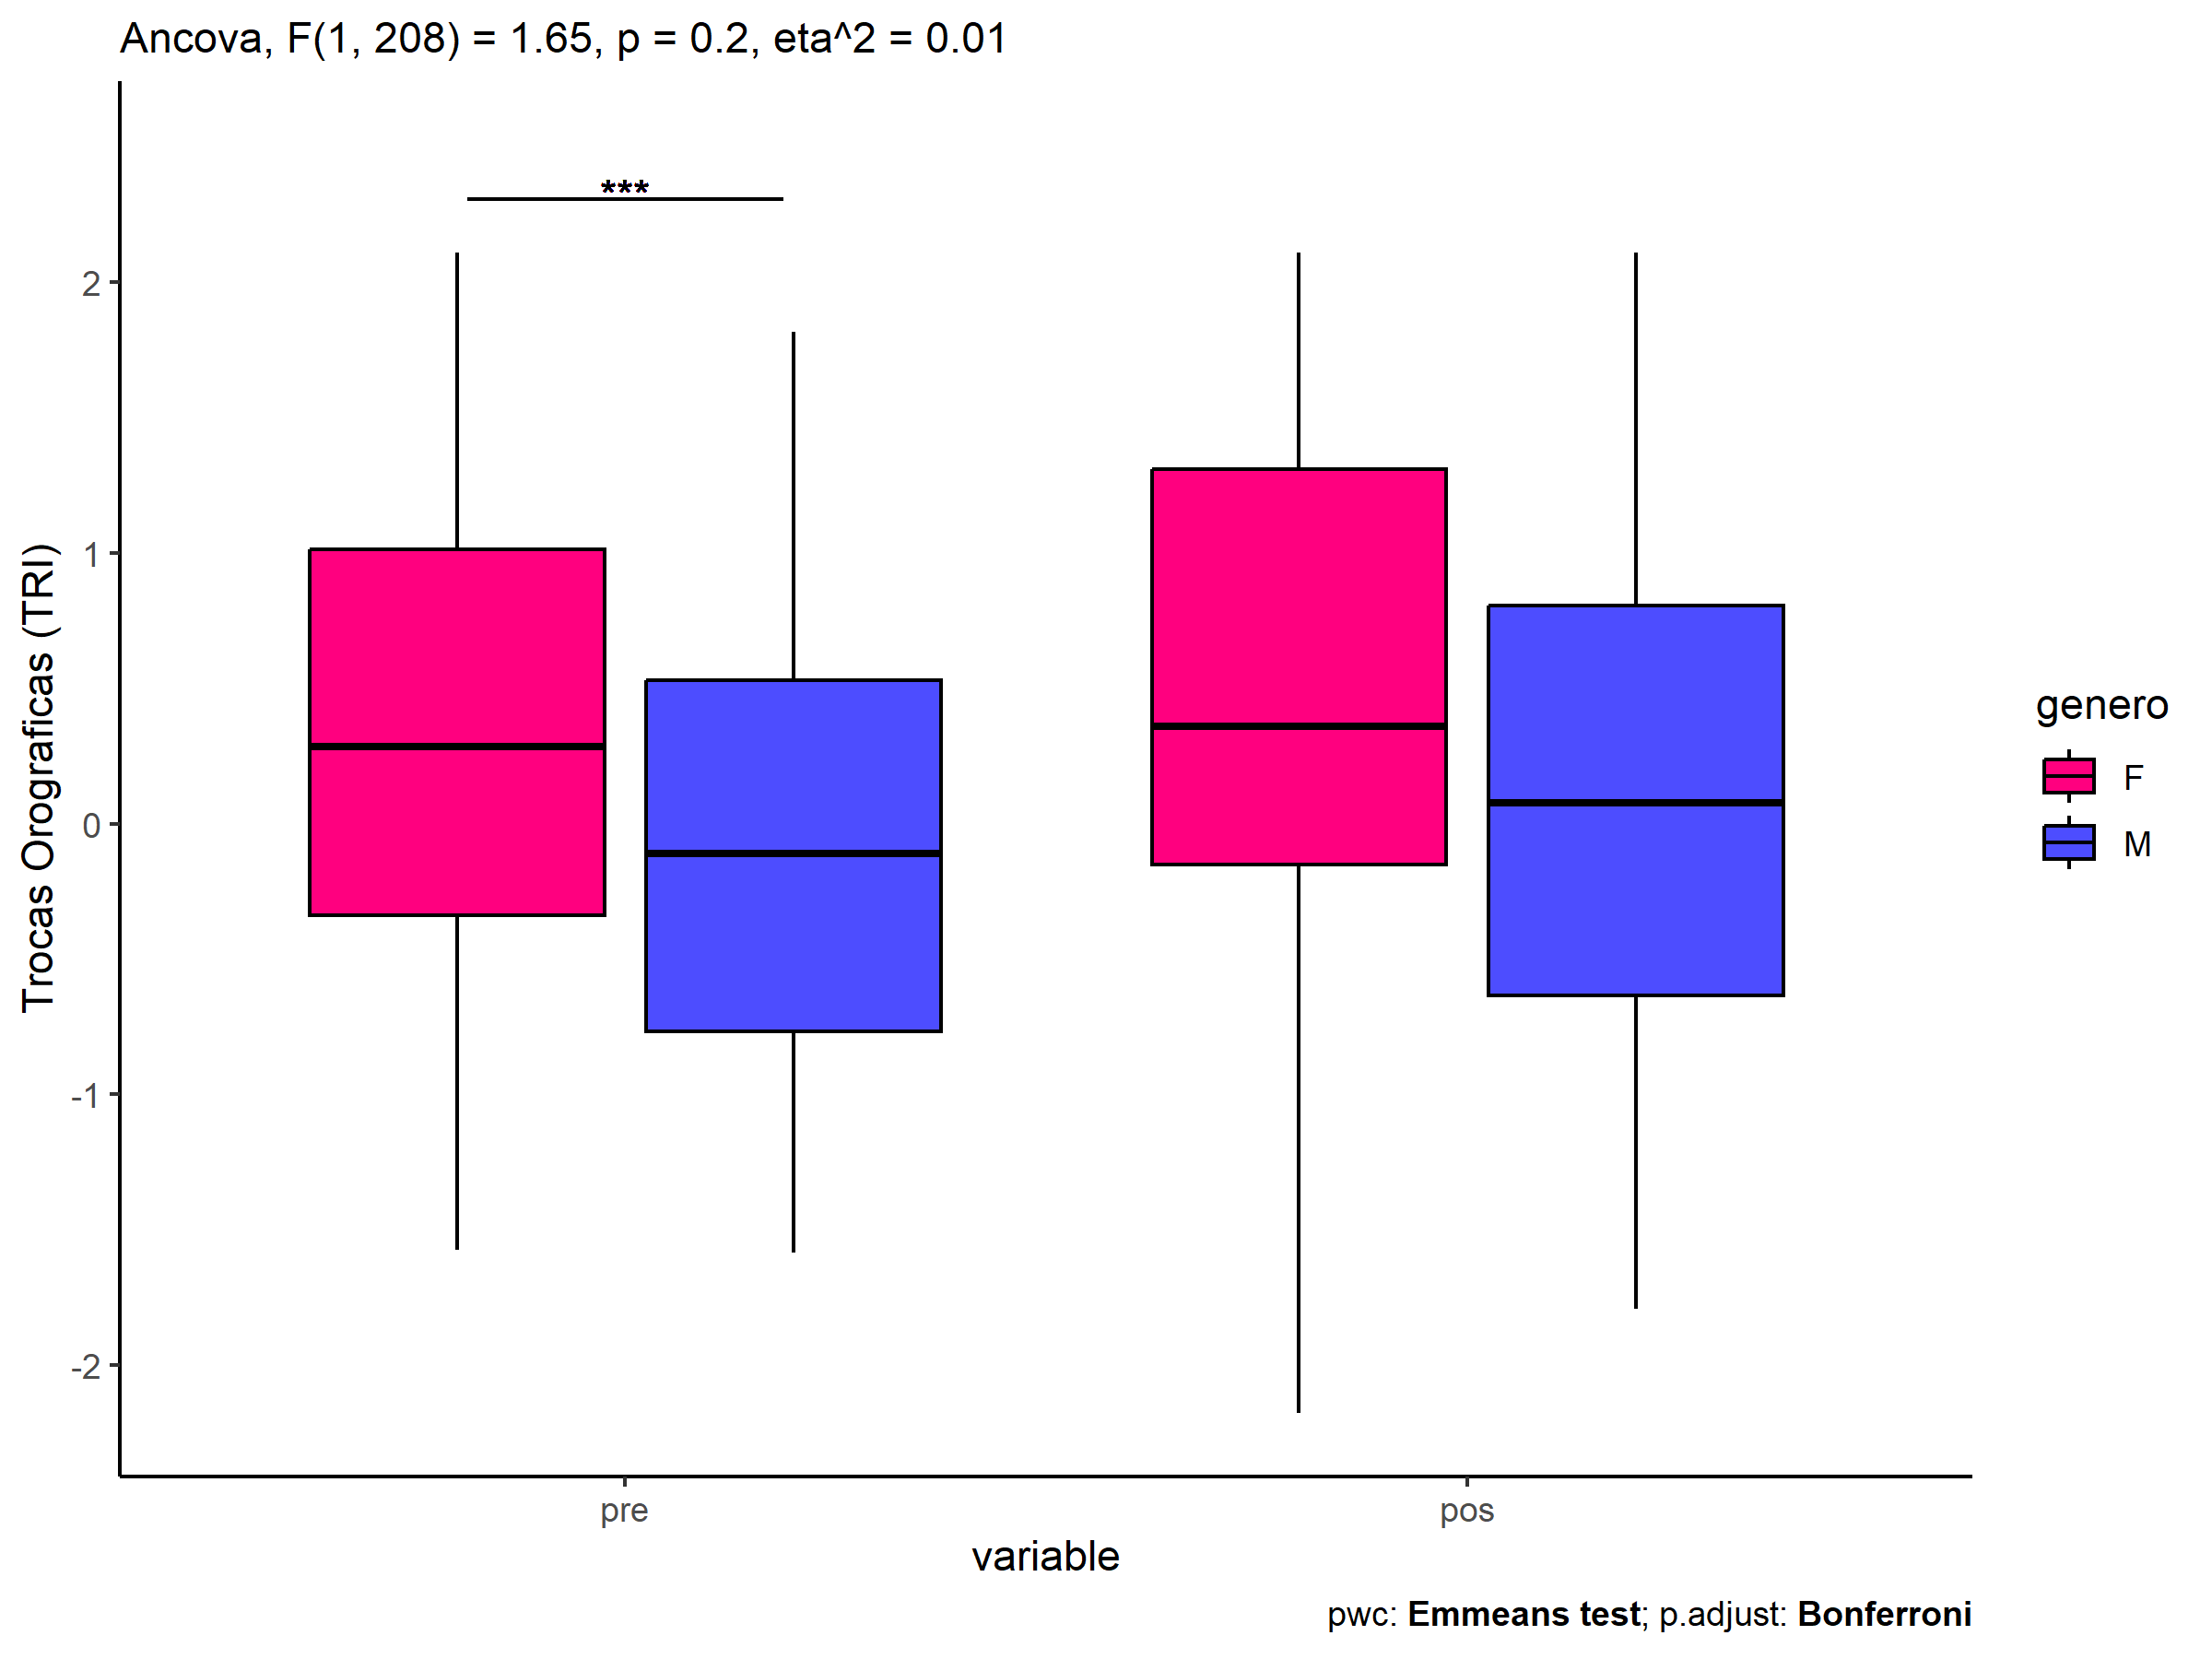 Ancova, F(1, 208) = 1.65, p = 0.2, eta^2 = 0.01
***
2
1
0
-1
-2
Trocas Orograficas (TRI)
pre
pos
variable
genero
F
M
pwc: Emmeans test; p.adjust: Bonferroni